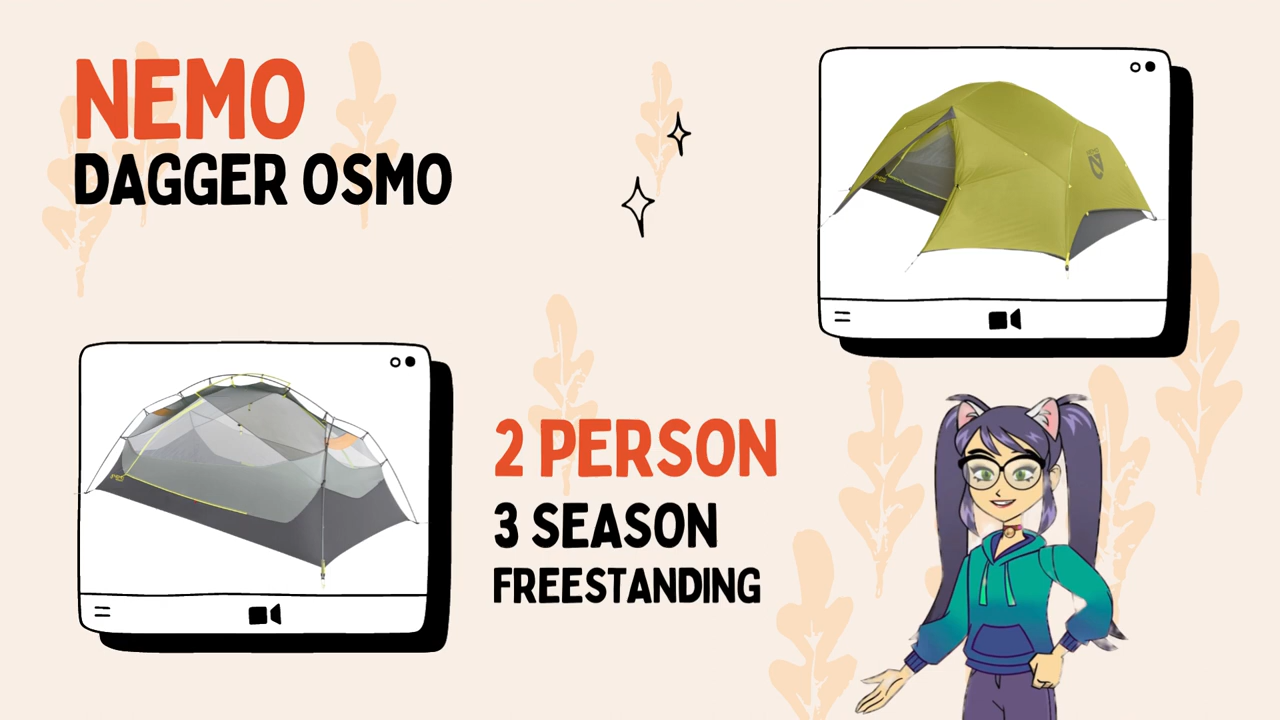 NEMO
DAGGER OSMO
2 PERSON
3 SEASON
FREESTANDING